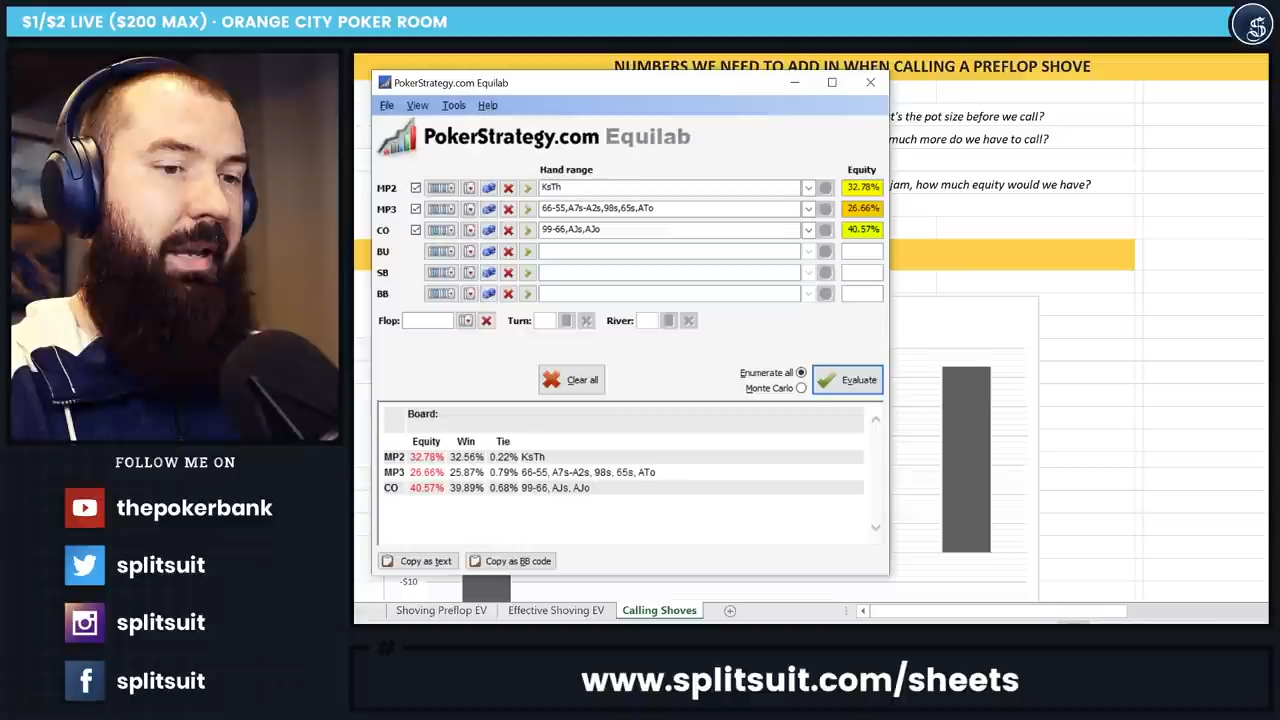 $1/$2 LIVE ($200 MAX) · ORANGE CITY POKER ROOM
NUMBERS WE NEED TO ADD IN WHEN CALLING A PREFLOP SHOVE
PokerStrategy.com Equilab
File View Tools Help
t's the pot size before we call?
PokerStrategy.com Equilab
much more do we have to call?
Hand range Equity
MP2 KsTh 32.78%
jam, how much equity would we have?
MP3 66-55,A7s-A2s,98s,65s,ATo 26.66%
CO 99-66,AJs,AJo 40.57%
BU
SB
BB
Flop: Turn: River:
Clear all
Enumerate all
Monte Carlo
Evaluate
Board:
Equity Win Tie
MP2 32.78% 32.56% 0.22% KsTh
MP3 26.66% 25.87% 0.79% 66-55, A7s-A2s, 98s, 65s, ATo
CO 40.57% 39.89% 0.68% 99-66, AJs, AJo
Copy as text Copy as BB code
-$10
Shoving Preflop EV Effective Shoving EV Calling Shoves
FOLLOW ME ON
thepokerbank
splitsuit
splitsuit
splitsuit
www.splitsuit.com/sheets